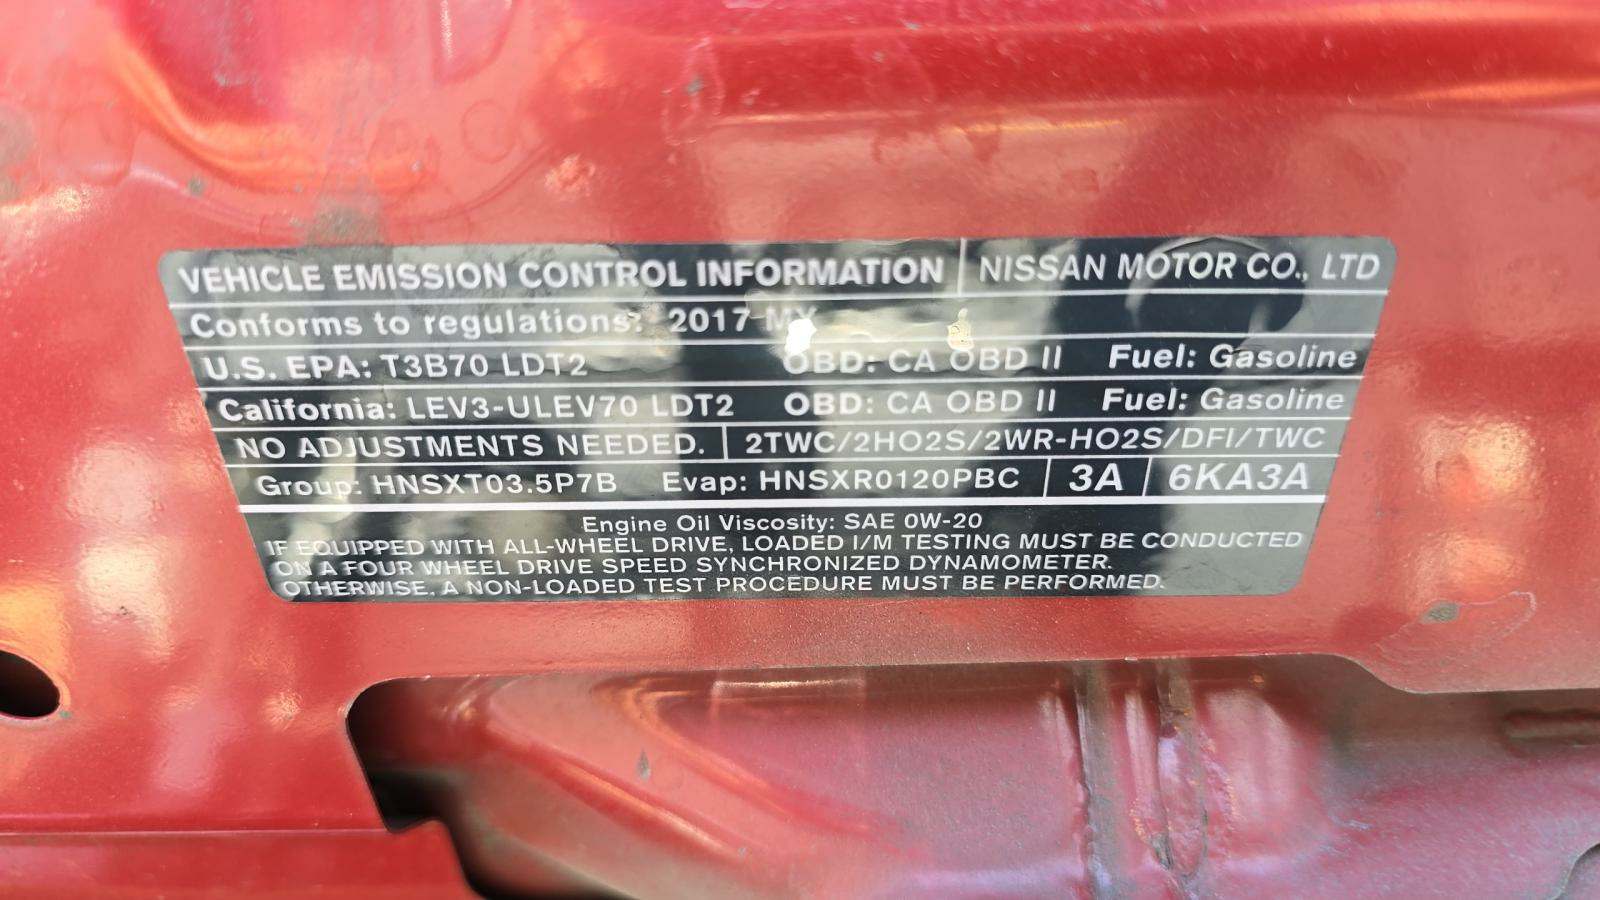 VEHICLE EMISSION CONTROL INFORMATION NISSAN MOTOR CO., LTD
Conforms to regulations: 2017 MY
U.S. EPA: T3B70 LDT2 OBD: CA OBD II Fuel: Gasoline
California: LEV3-ULEV70 LDT2 OBD: CA OBD II Fuel: Gasoline
NO ADJUSTMENTS NEEDED. 2TWC/2HO2S/2WR-HO2S/DFI/TWC
Group: HNSXT03.5P7B Evap: HNSXR0120PBC 3A 6KA3A
Engine Oil Viscosity: SAE 0W-20
IF EQUIPPED WITH ALL-WHEEL DRIVE, LOADED I/M TESTING MUST BE CONDUCTED
ON A FOUR WHEEL DRIVE SPEED SYNCHRONIZED DYNAMOMETER.
OTHERWISE, A NON-LOADED TEST PROCEDURE MUST BE PERFORMED.